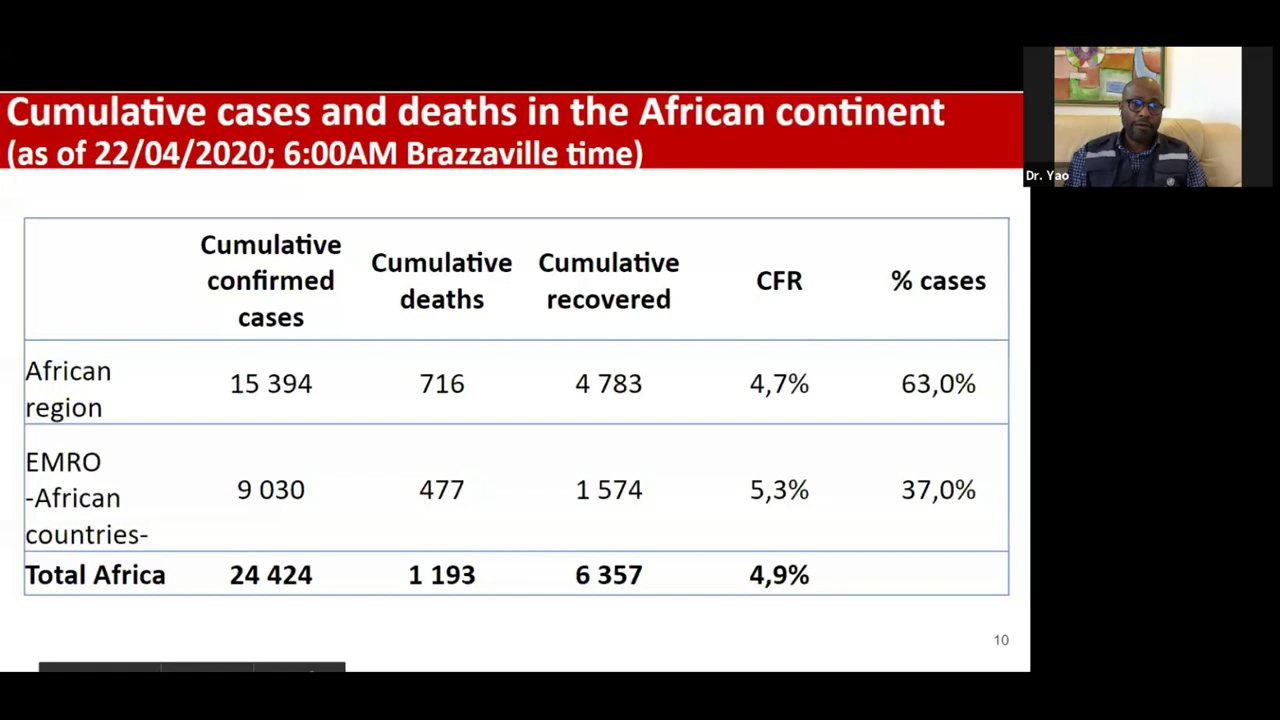 Cumulative cases and deaths in the African continent
(as of 22/04/2020; 6:00AM Brazzaville time)
Dr. Yao
Cumulative
confirmed
cases
Cumulative
deaths
Cumulative
recovered
CFR
% cases
African
region
15 394
716
4 783
4,7%
63,0%
EMRO
-African
countries-
9 030
477
1 574
5,3%
37,0%
Total Africa
24 424
1 193
6 357
4,9%
10